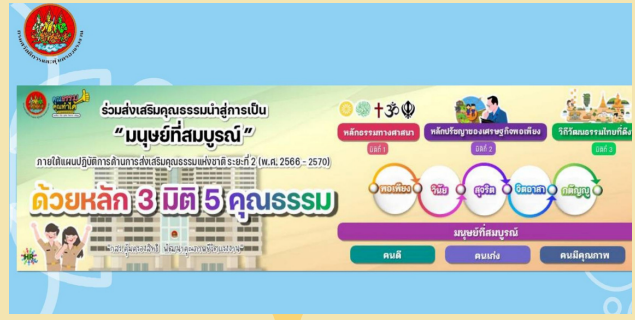 ร่วมส่งเสริมคุณธรรมนำสู่การเป็น
“มนุษย์ที่สมบูรณ์”
ภายใต้แผนปฏิบัติการด้านการส่งเสริมคุณธรรมแห่งชาติ ระยะที่ 2 (พ.ศ. 2566 - 2570)
ด้วยหลัก 3 มิติ 5 คุณธรรม
หลักธรรมทางศาสนา
มิติ 1
หลักปรัชญาของเศรษฐกิจพอเพียง
มิติ 2
วิถีวัฒนธรรมไทยที่ดีง
มิติ 3
พอเพียง
วินัย
สุจริต
จิตอาสา
กตัญญู
มนุษย์ที่สมบูรณ์
คนดี
คนเก่ง
คนมีคุณภาพ